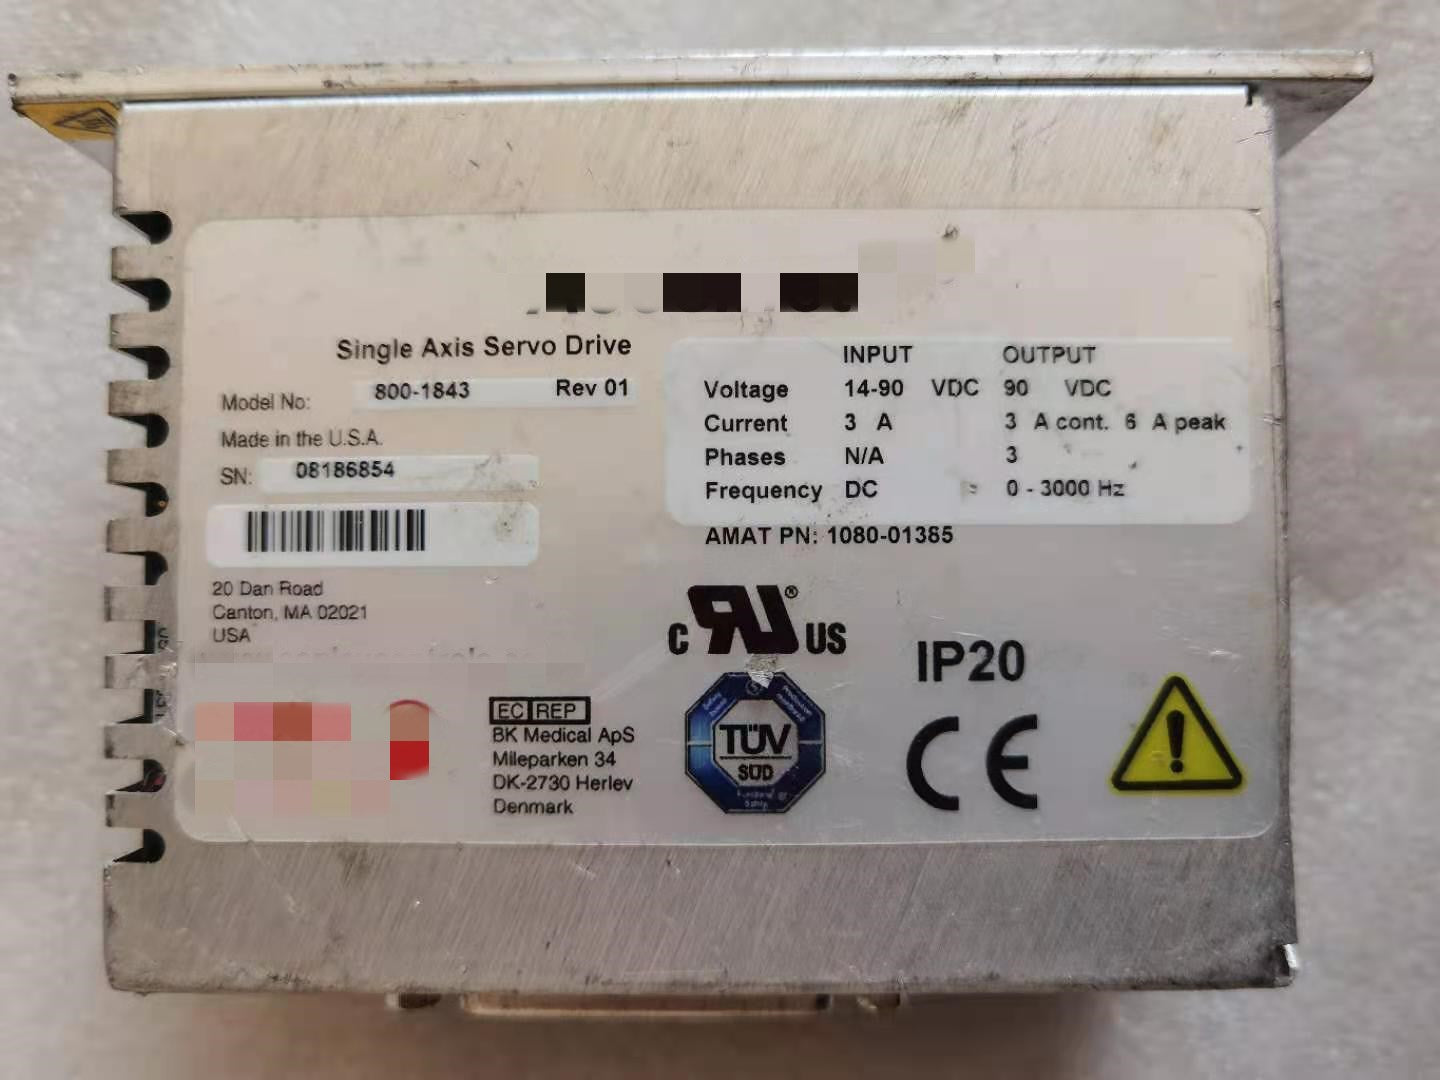 Single Axis Servo Drive
Model No: 800-1843 Rev 01
Made in the U.S.A.
SN: 08186854
20 Dan Road
Canton, MA 02021
USA
INPUT OUTPUT
Voltage 14-90 VDC 90 VDC
Current 3 A 3 A cont. 6 A peak
Phases N/A 3
Frequency DC 0 - 3000 Hz
AMAT PN: 1080-01385
C RU ® US
IP20
EC REP
BK Medical ApS
Mileparken 34
DK-2730 Herlev
Denmark
TÜV
SÜD
CE